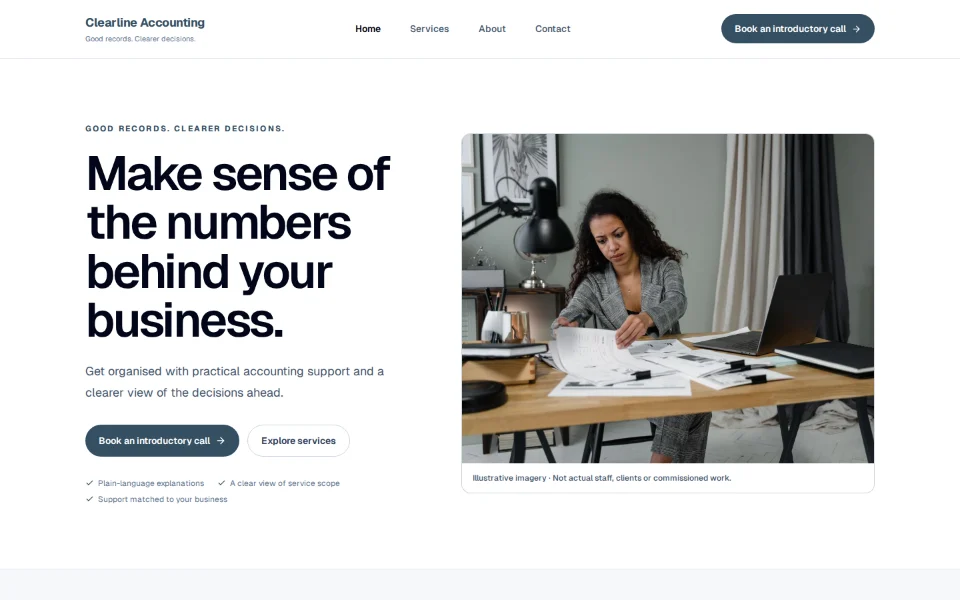 Clearline Accounting
Good records. Clearer decisions.
Home
Services
About
Contact
Book an introductory call →
GOOD RECORDS. CLEARER DECISIONS.
Make sense of
the numbers
behind your
business.
Get organised with practical accounting support and a
clearer view of the decisions ahead.
Book an introductory call →
Explore services
✓ Plain-language explanations
✓ A clear view of service scope
✓ Support matched to your business
Illustrative imagery · Not actual staff, clients or commissioned work.